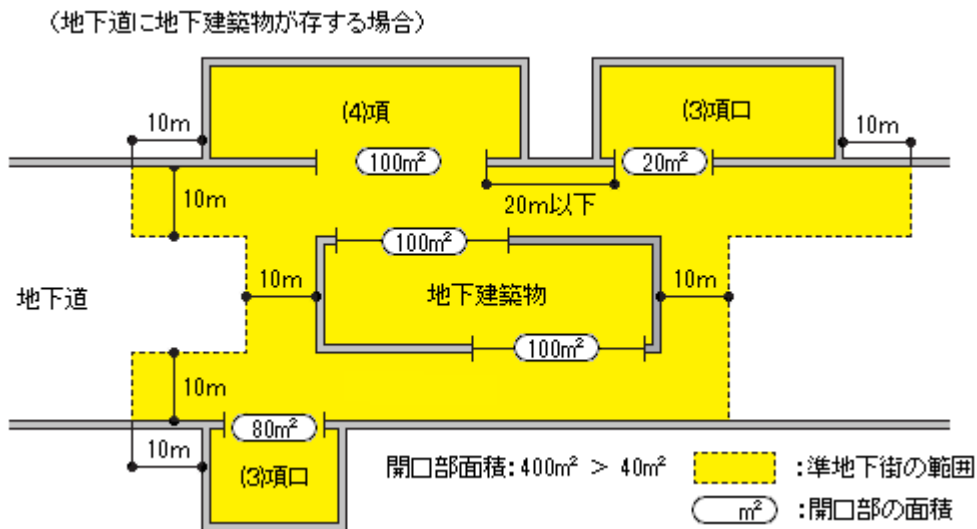 （地下道に地下建築物が存する場合）
10m
(4)項
(3)項ロ
10m
100m²
20m²
10m
20m以下
100m²
地下道
10m
地下建築物
10m
100m²
10m
80m²
10m
(3)項ロ
開口部面積：400m² > 40m²
：準地下街の範囲
m²
：開口部の面積